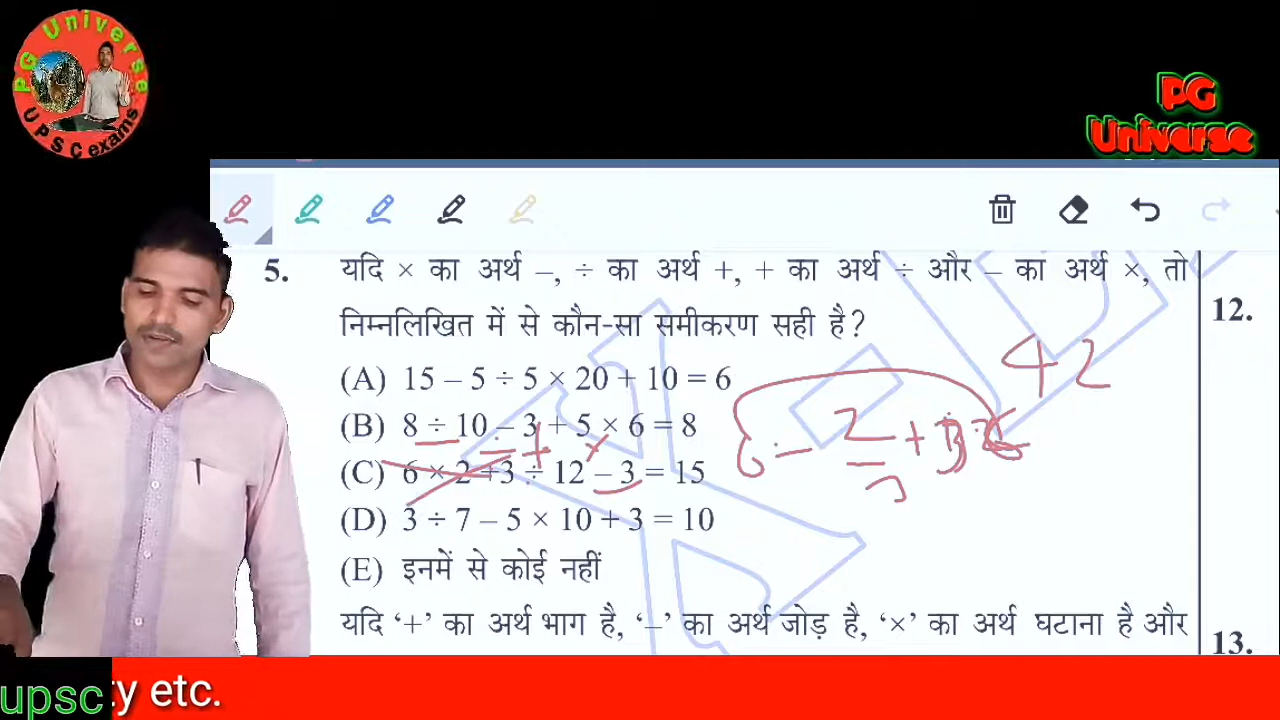 PG Universe
UPSC exams
PG
Universe
5. यदि × का अर्थ –, ÷ का अर्थ +, + का अर्थ ÷ और – का अर्थ ×, तो
निम्नलिखित में से कौन-सा समीकरण सही है?
12.
(A) 15 – 5 ÷ 5 × 20 + 10 = 6
42
(B) 8 ÷ 10 – 3 + 5 × 6 = 8
(C) 6 × 2 + 3 ÷ 12 – 3 = 15
(D) 3 ÷ 7 – 5 × 10 + 3 = 10
(E) इनमें से कोई नहीं
यदि ‘+’ का अर्थ भाग है, ‘–’ का अर्थ जोड़ है, ‘×’ का अर्थ घटाना है और
13.
upsc ty etc.